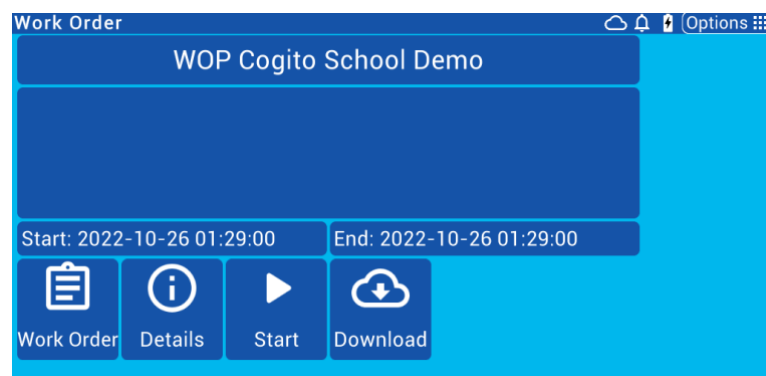 Work Order
Options
WOP Cogito School Demo
Start: 2022-10-26 01:29:00
End: 2022-10-26 01:29:00
Work Order
Details
Start
Download